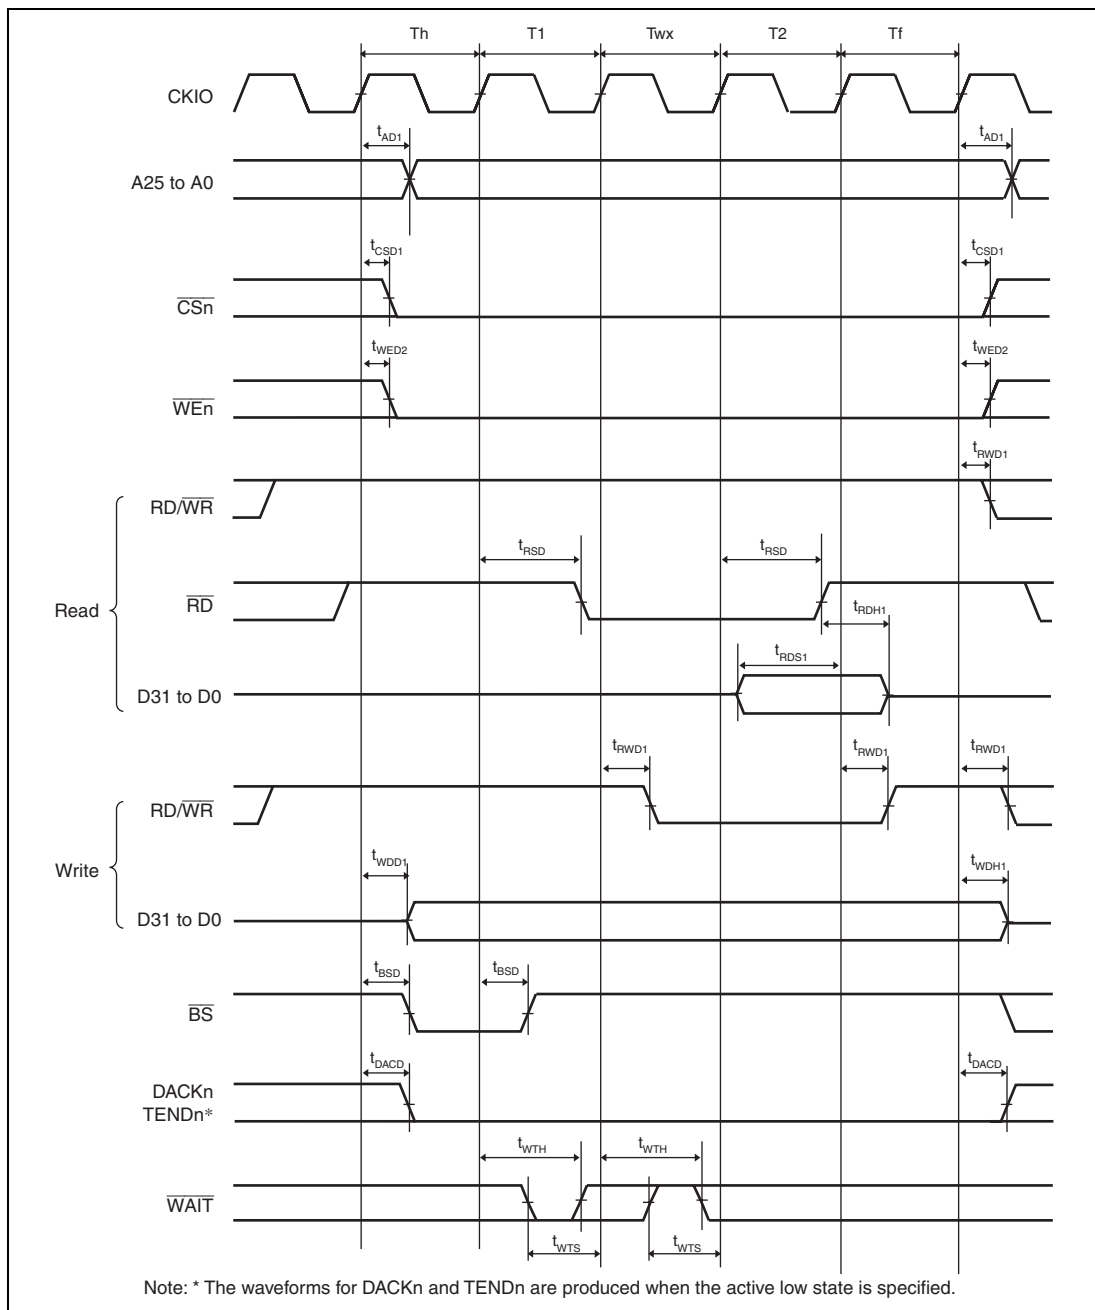 Th T1 Twx T2 Tf
CKIO
tAD1 tAD1
A25 to A0
tCSD1 tCSD1
CSn
tWED2 tWED2
WEn
tRWD1
RD/WR
tRSD tRSD
Read
RD
tRDH1
tRDS1
D31 to D0
tRWD1 tRWD1 tRWD1
RD/WR
Write
tWDD1 tWDH1
D31 to D0
tBSD tBSD
BS
tDACD tDACD
DACKn
TENDn*
tWTH tWTH
WAIT
tWTS tWTS
Note: * The waveforms for DACKn and TENDn are produced when the active low state is specified.